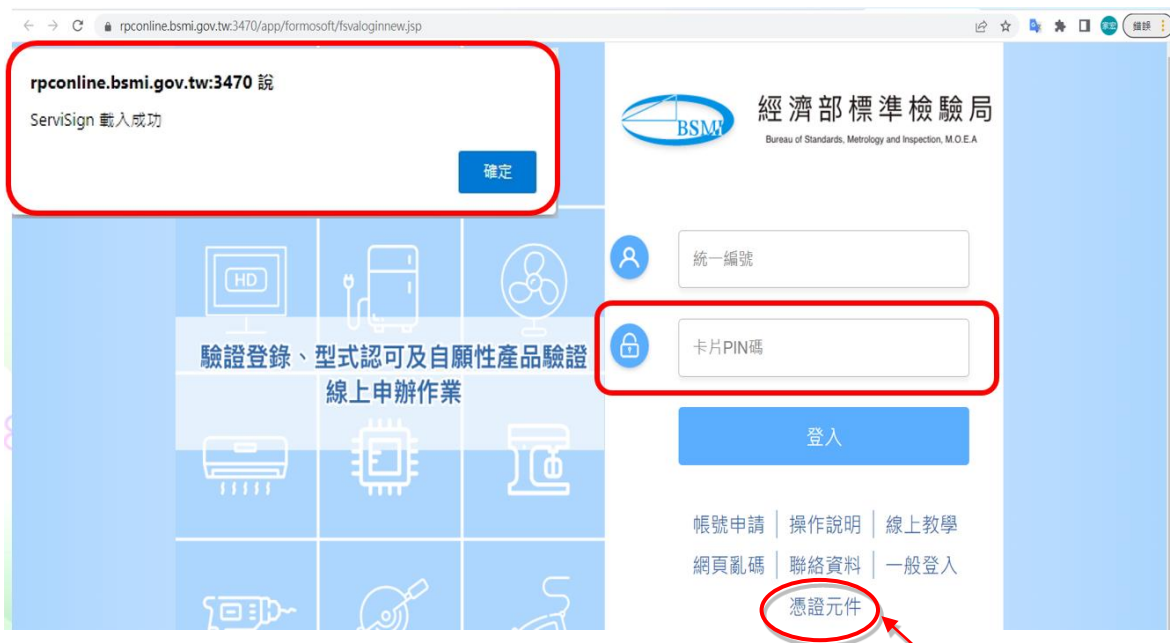 rpconline.bsmi.gov.tw:3470/app/formosoft/fsvaloginnew.jsp
家宏
錯誤
rpconline.bsmi.gov.tw:3470 說
ServiSign 載入成功
確定
BSMI
經濟部標準檢驗局
Bureau of Standards, Metrology and Inspection, M.O.E.A
統一編號
HD
卡片PIN碼
驗證登錄、型式認可及自願性產品驗證
線上申辦作業
登入
帳號申請 | 操作說明 | 線上教學
網頁亂碼 | 聯絡資料 | 一般登入
憑證元件